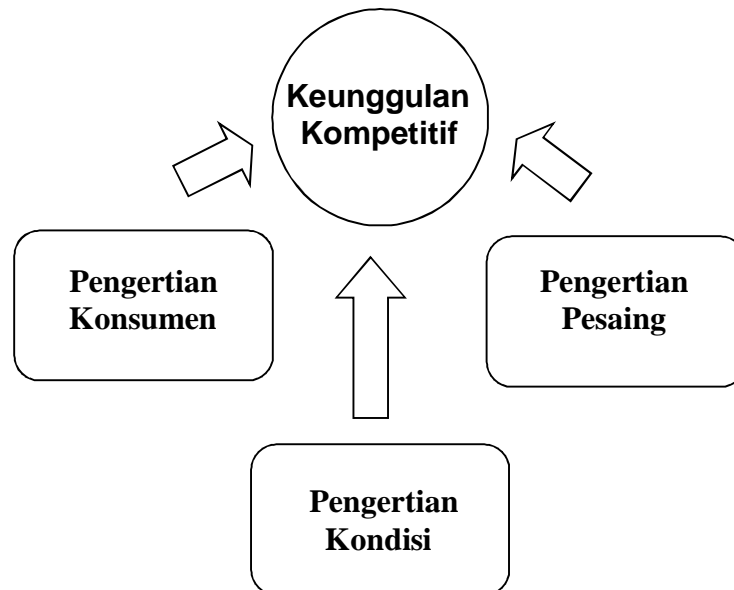 Keunggulan
Kompetitif
Pengertian
Konsumen
Pengertian
Pesaing
Pengertian
Kondisi